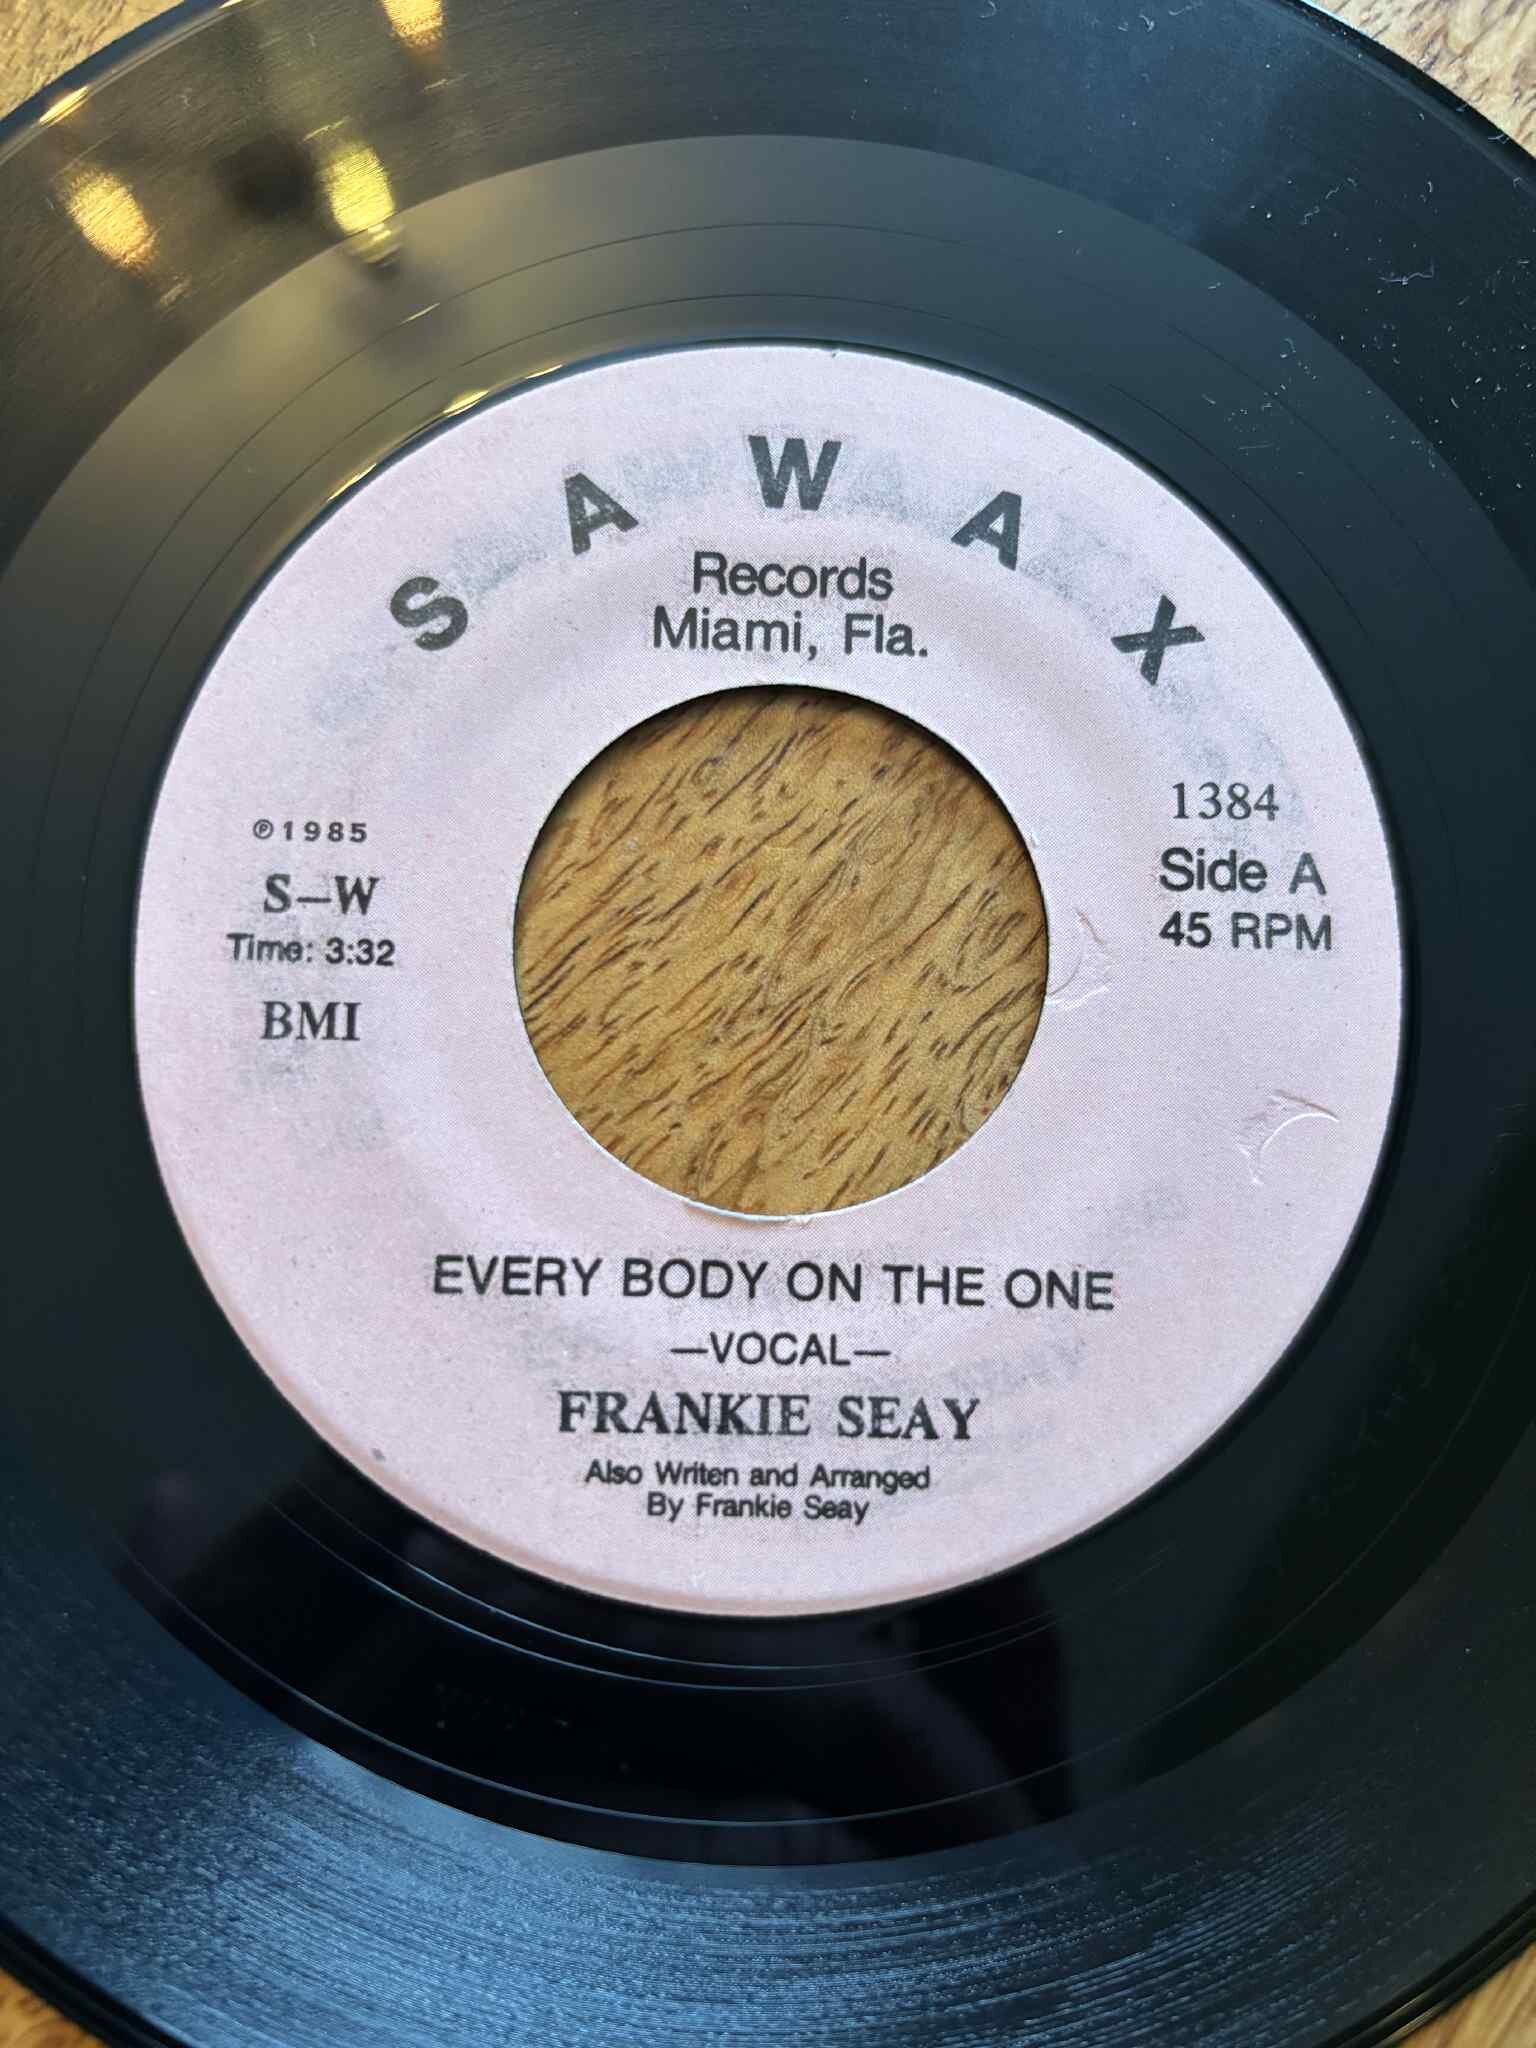 SAWAX
Records
Miami, Fla.
℗1985
S–W
Time: 3:32
BMI
1384
Side A
45 RPM
EVERY BODY ON THE ONE
—VOCAL—
FRANKIE SEAY
Also Writen and Arranged
By Frankie Seay